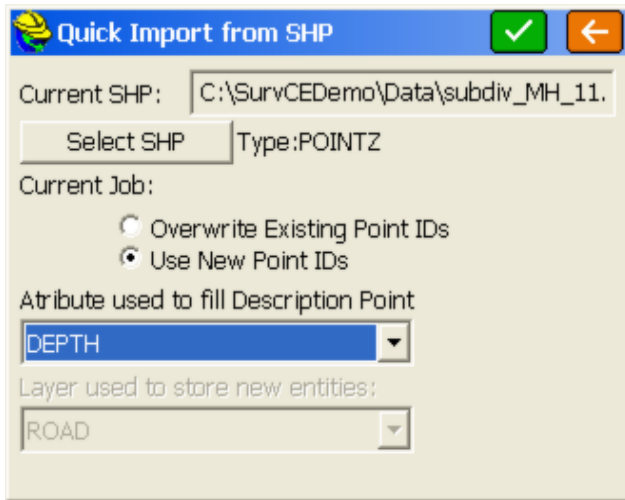 Quick Import from SHP
Current SHP: C:\SurvCEDemo\Data\subdiv_MH_11.
Select SHP Type:POINTZ
Current Job:
Overwrite Existing Point IDs
Use New Point IDs
Atribute used to fill Description Point
DEPTH
Layer used to store new entities:
ROAD